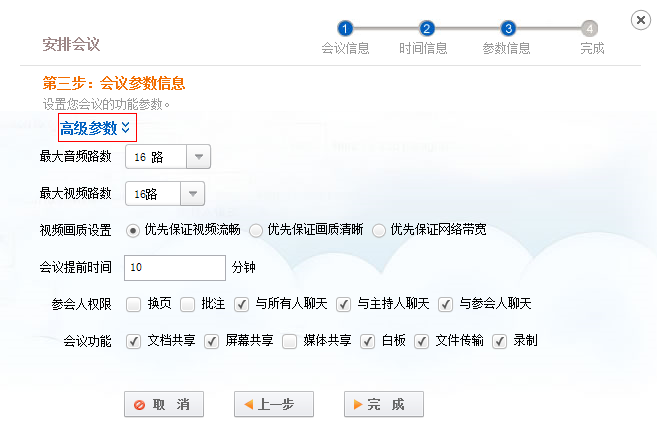 安排会议
1 2 3 4
会议信息 时间信息 参数信息 完成
第三步：会议参数信息
设置您会议的功能参数。
高级参数
最大音频路数 16 路
最大视频路数 16路
视频画质设置 优先保证视频流畅 优先保证画质清晰 优先保证网络带宽
会议提前时间 10 分钟
参会人权限 换页 批注 与所有人聊天 与主持人聊天 与参会人聊天
会议功能 文档共享 屏幕共享 媒体共享 白板 文件传输 录制
取 消 上一步 完 成